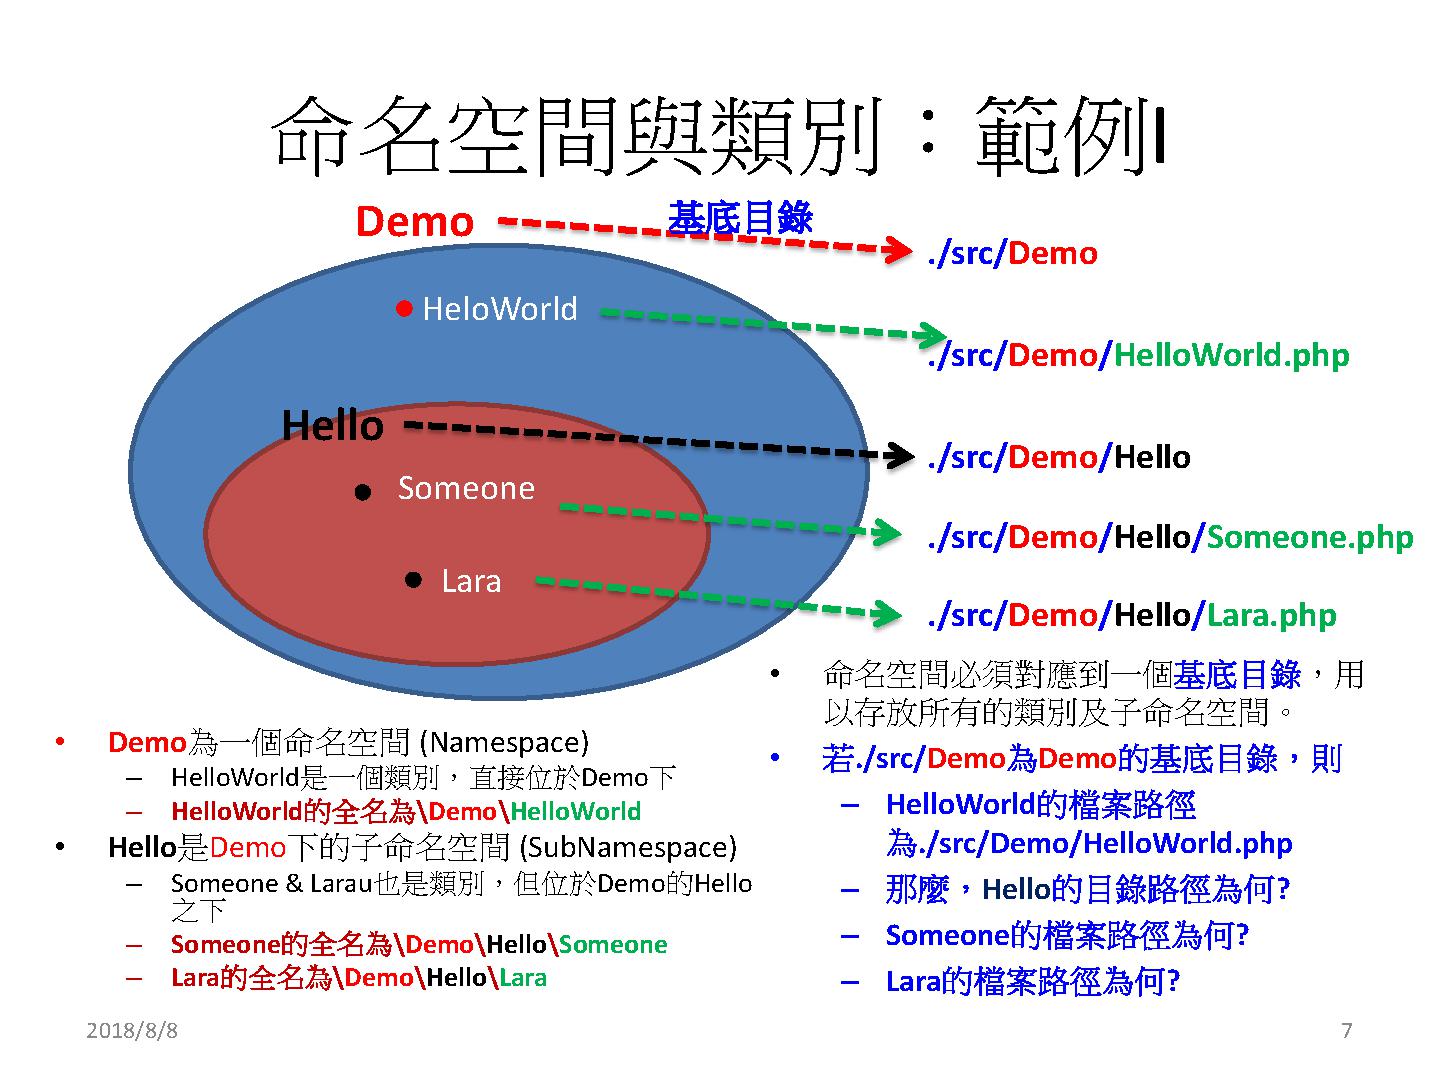 命名空間與類別：範例I
Demo
基底目錄
./src/Demo
HeloWorld
./src/Demo/HelloWorld.php
Hello
./src/Demo/Hello
Someone
./src/Demo/Hello/Someone.php
Lara
./src/Demo/Hello/Lara.php
• Demo為一個命名空間 (Namespace)
– HelloWorld是一個類別，直接位於Demo下
– HelloWorld的全名為\Demo\HelloWorld
• Hello是Demo下的子命名空間 (SubNamespace)
– Someone & Larau也是類別，但位於Demo的Hello
之下
– Someone的全名為\Demo\Hello\Someone
– Lara的全名為\Demo\Hello\Lara
• 命名空間必須對應到一個基底目錄，用
以存放所有的類別及子命名空間。
• 若./src/Demo為Demo的基底目錄，則
– HelloWorld的檔案路徑
為./src/Demo/HelloWorld.php
– 那麼，Hello的目錄路徑為何?
– Someone的檔案路徑為何?
– Lara的檔案路徑為何?
2018/8/8
7